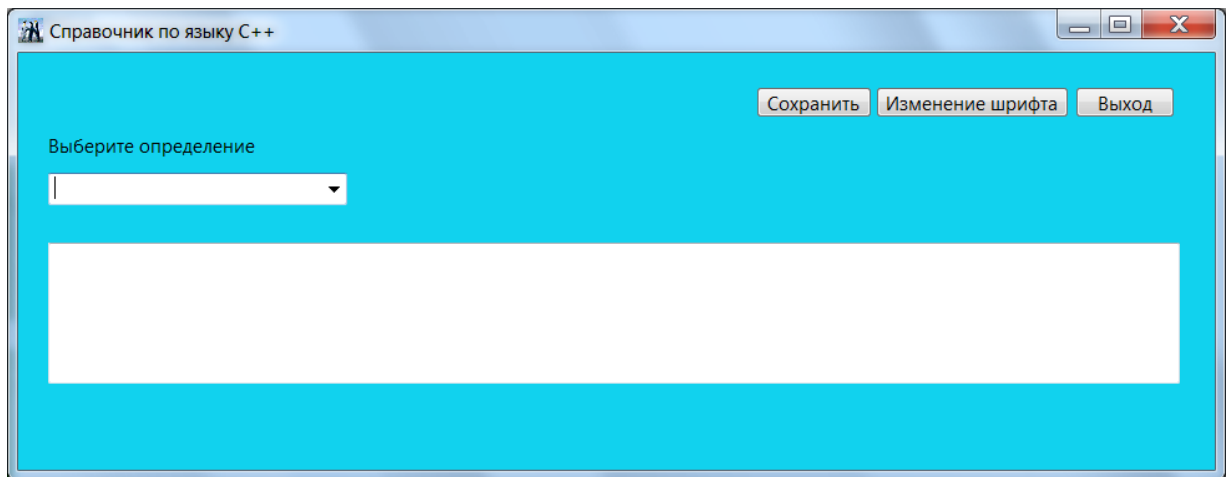 Справочник по языку C++
Сохранить Изменение шрифта Выход
Выберите определение